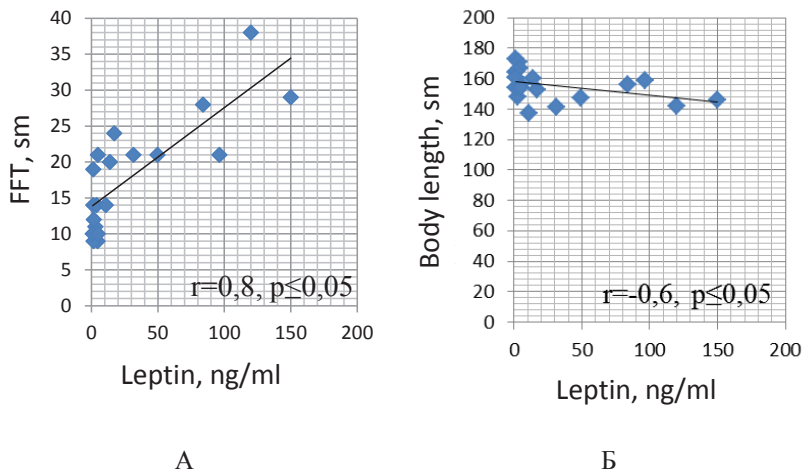 40
35
30
25
20
15
10
5
0
FFT, sm
r=0,8, p≤0,05
0 50 100 150 200
Leptin, ng/ml
А
200
180
160
140
120
100
80
60
40
20
0
Body length, sm
r=-0,6, p≤0,05
0 50 100 150 200
Leptin, ng/ml
Б